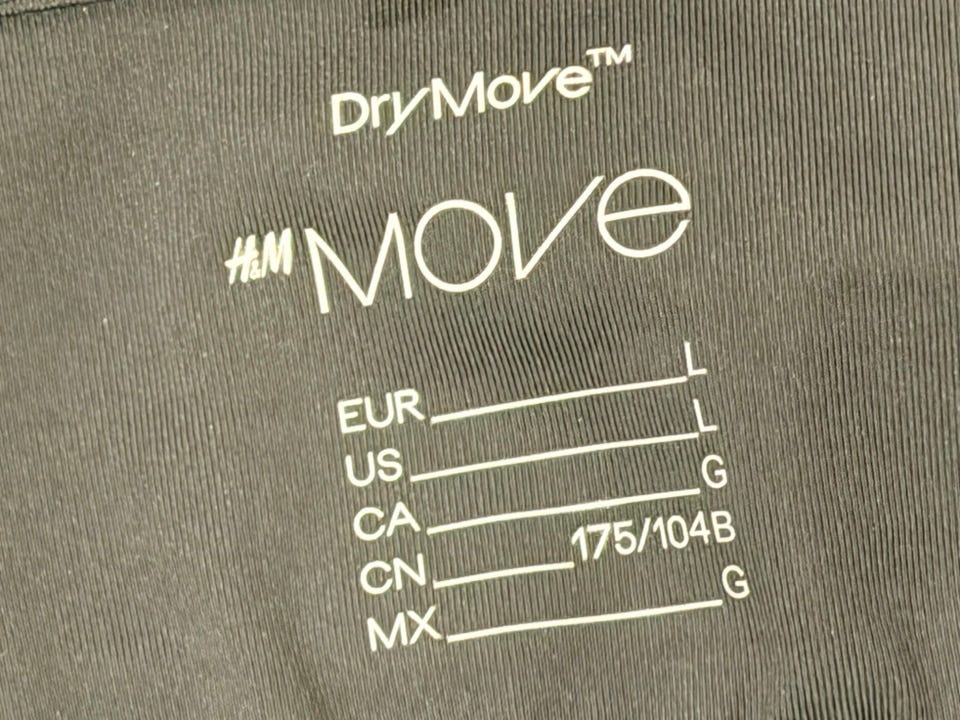 DryMove™
H&M MOVE
EUR L
US L
CA G
CN 175/104B
MX G